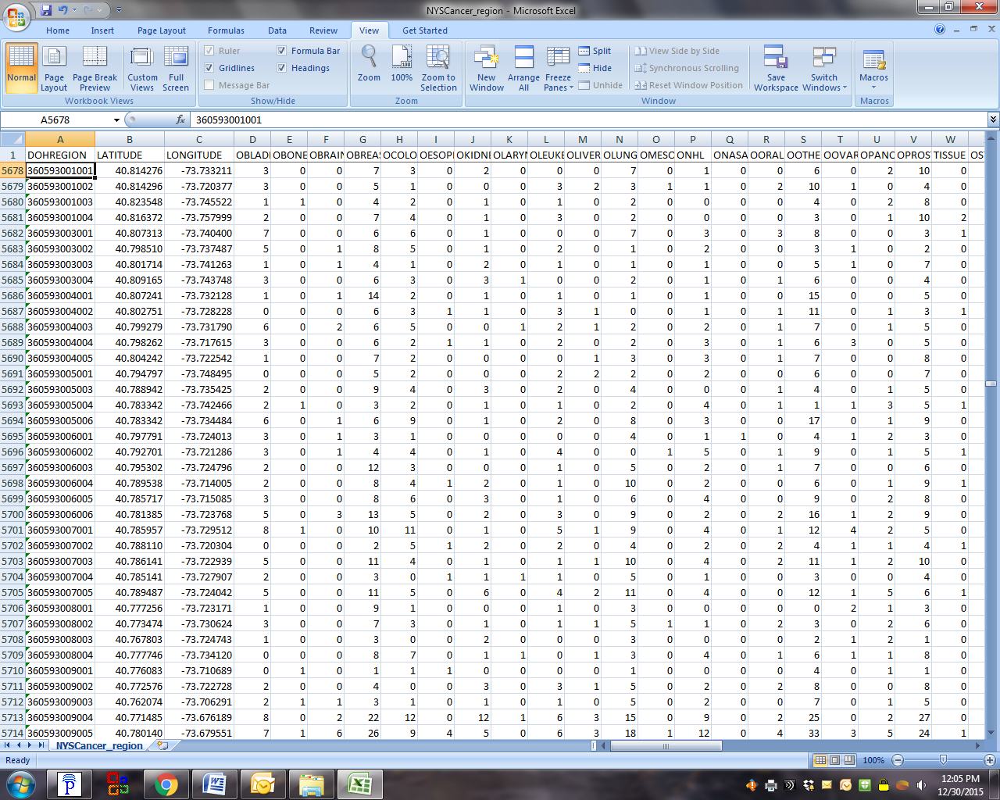 NYSCancer_region - Microsoft Excel
Home Insert Page Layout Formulas Data Review View Get Started
Normal Page Layout Page Break Preview Custom Views Full Screen
Workbook Views
Ruler Formula Bar
Gridlines Headings
Message Bar
Show/Hide
Zoom 100% Zoom to Selection
Zoom
New Window Arrange All Freeze Panes Split Hide Unhide
View Side by Side
Synchronous Scrolling
Reset Window Position
Window
Save Workspace Switch Windows
Macros
Macros
A5678 fx 360593001001
A B C D E F G H I J K L M N O P Q R S T U V W
1 DOHREGION LATITUDE LONGITUDE OBLADI OBONE OBRAIN OBREAS OCOLO OESOPI OKIDNE OLARYN OLEUKE OLIVER OLUNG OMESC ONHL ONASA OORAL OOTHE OOVAR OPANC OPROS TISSUE OS
5678 360593001001 40.814276 -73.733211 3 0 0 7 3 0 2 0 0 0 7 0 1 0 0 6 0 2 10 0
5679 360593001002 40.814296 -73.720377 3 0 0 5 1 0 0 0 3 2 3 1 1 0 2 10 1 0 4 0
5680 360593001003 40.823548 -73.745522 1 1 0 4 2 0 1 0 1 0 2 0 0 0 0 4 0 2 8 0
5681 360593001004 40.816372 -73.757999 2 0 0 7 4 0 1 0 3 0 2 0 0 0 0 3 0 1 10 2
5682 360593003001 40.807313 -73.740400 7 0 0 6 6 0 1 0 0 0 7 0 3 0 3 8 0 0 3 1
5683 360593003002 40.798510 -73.737487 5 0 1 8 5 0 1 0 2 0 1 0 2 0 0 3 1 0 2 0
5684 360593003003 40.801714 -73.741263 1 0 1 4 1 0 2 0 1 0 1 0 1 0 0 5 1 0 7 0
5685 360593003004 40.809165 -73.743748 3 0 0 6 3 0 3 1 0 0 2 0 1 0 1 6 0 0 4 0
5686 360593004001 40.807241 -73.732128 1 0 1 14 2 0 1 0 1 0 1 0 1 0 0 15 0 0 5 0
5687 360593004002 40.802751 -73.728228 0 0 0 6 3 1 1 0 3 1 0 0 1 0 1 11 0 1 3 1
5688 360593004003 40.799279 -73.731790 6 0 2 6 5 0 0 1 2 1 2 0 2 0 1 7 0 1 5 0
5689 360593004004 40.798262 -73.717615 3 0 0 6 2 1 1 0 2 0 2 0 3 0 1 6 3 0 5 0
5690 360593004005 40.804242 -73.722542 1 0 0 7 2 0 0 0 0 1 3 0 3 0 1 7 0 0 8 0
5691 360593005001 40.794797 -73.748495 0 0 0 5 2 0 0 0 2 2 2 0 2 0 0 6 0 0 7 0
5692 360593005003 40.788942 -73.735425 2 0 0 9 4 0 3 0 2 0 4 0 0 0 1 4 0 1 5 0
5693 360593005004 40.783342 -73.742466 2 1 0 3 2 0 1 0 1 0 2 0 4 0 1 1 1 3 5 1
5694 360593005006 40.783342 -73.734484 6 0 1 6 9 0 1 0 2 0 8 0 3 0 0 17 0 1 9 0
5695 360593006001 40.797791 -73.724013 3 0 1 3 1 0 0 0 0 0 4 0 1 1 0 4 1 2 3 0
5696 360593006002 40.792701 -73.721286 3 0 1 4 4 0 1 0 4 0 0 1 5 0 1 9 0 1 5 1
5697 360593006003 40.795302 -73.724796 2 0 0 12 3 0 0 0 1 0 5 0 2 0 1 7 0 0 6 0
5698 360593006004 40.789538 -73.714005 2 0 0 8 4 1 2 0 1 0 10 0 2 0 0 6 0 1 9 1
5699 360593006005 40.785717 -73.715085 3 0 0 8 6 0 3 0 1 0 6 0 4 0 0 9 0 2 8 0
5700 360593006006 40.781385 -73.723768 5 0 3 13 5 0 2 0 3 0 9 0 2 0 2 16 1 2 9 0
5701 360593007001 40.785957 -73.729512 8 1 0 10 11 0 1 0 5 1 9 0 4 0 1 12 4 2 5 0
5702 360593007002 40.788110 -73.720304 0 0 0 2 5 1 2 0 2 0 4 0 2 0 2 4 1 1 4 1
5703 360593007003 40.786141 -73.722939 5 0 0 11 4 0 1 0 1 1 10 0 4 0 2 11 1 2 10 0
5704 360593007004 40.785141 -73.727907 2 0 0 3 0 1 1 1 1 0 5 0 1 0 0 3 0 0 4 0
5705 360593007005 40.789487 -73.724042 5 0 0 11 5 0 6 0 4 2 11 0 4 0 0 12 1 5 6 1
5706 360593008001 40.777256 -73.723171 1 0 0 9 1 0 0 0 1 0 3 0 0 0 0 0 2 1 3 0
5707 360593008002 40.773474 -73.730624 3 0 0 7 3 0 1 0 1 1 5 1 1 0 2 3 0 2 6 0
5708 360593008003 40.767803 -73.724743 1 0 0 3 0 0 2 0 0 0 3 0 0 0 0 2 1 2 1 0
5709 360593008004 40.777746 -73.734120 0 0 0 8 7 0 1 1 0 1 3 0 4 0 1 6 1 1 8 0
5710 360593009001 40.776083 -73.710689 0 1 0 1 1 1 0 0 0 0 1 0 0 0 0 4 0 1 1 0
5711 360593009002 40.772576 -73.722728 2 0 0 4 0 0 3 0 3 1 5 0 2 0 2 8 0 0 8 0
5712 360593009003 40.762074 -73.706291 2 1 1 3 1 0 1 0 1 0 5 0 2 0 0 7 0 1 5 0
5713 360593009004 40.771485 -73.676189 8 0 2 22 12 0 12 1 6 3 15 0 9 0 2 25 0 2 27 0
5714 360593009005 40.780140 -73.679551 7 1 6 26 9 4 5 0 6 3 18 1 12 0 4 33 3 5 24 1
NYSCancer_region
Ready 100%
12:05 PM
12/30/2015